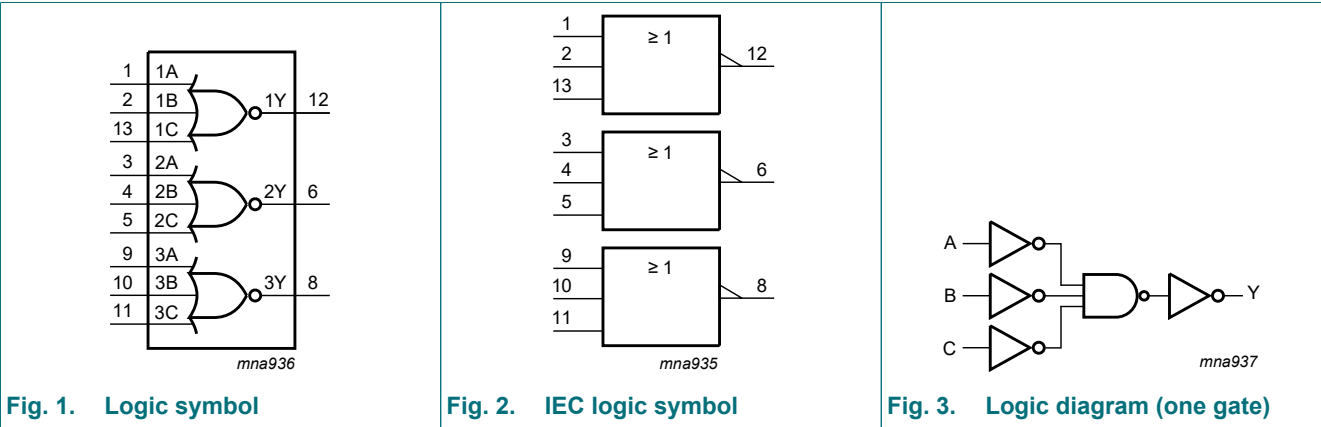 1 1A
2 1B 1Y 12
13 1C
3 2A
4 2B 2Y 6
5 2C
9 3A
10 3B 3Y 8
11 3C
mna936
Fig. 1. Logic symbol
1 ≥ 1
2 12
13
3 ≥ 1
4 6
5
9 ≥ 1
10 8
11
mna935
Fig. 2. IEC logic symbol
A
B Y
C
mna937
Fig. 3. Logic diagram (one gate)